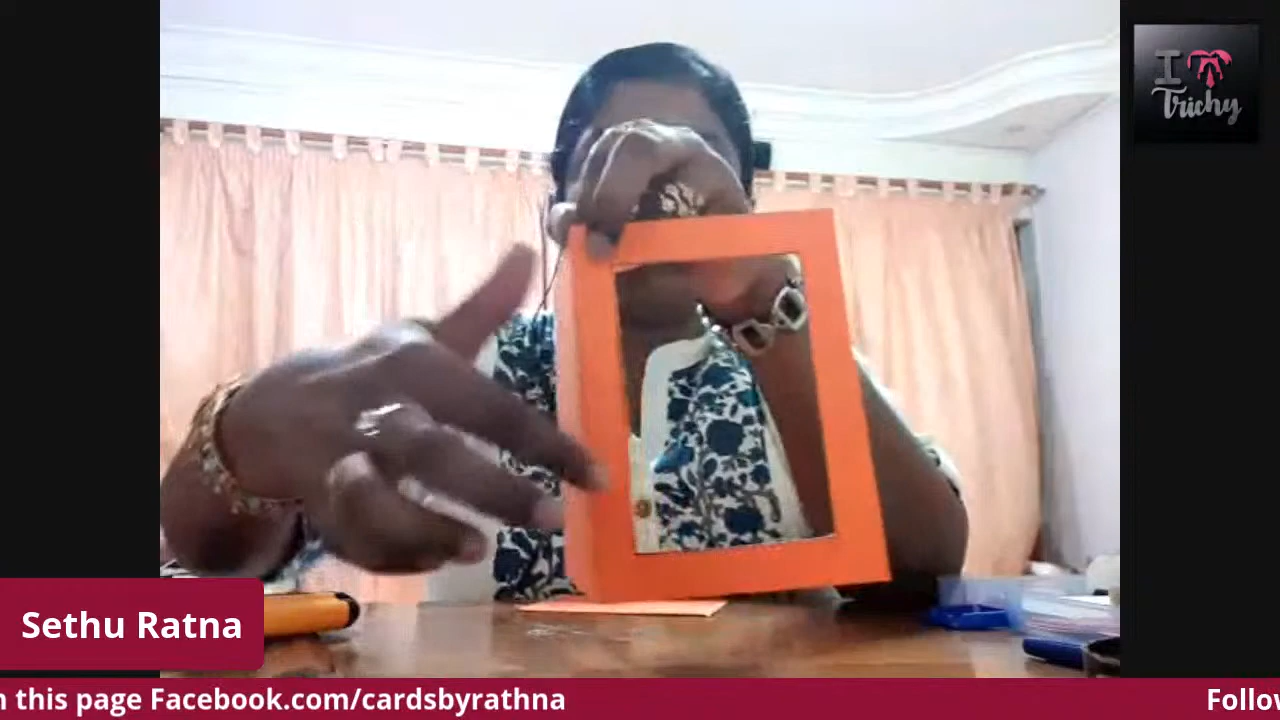 I
Trichy
Sethu Ratna
n this page Facebook.com/cardsbyrathna
Follow